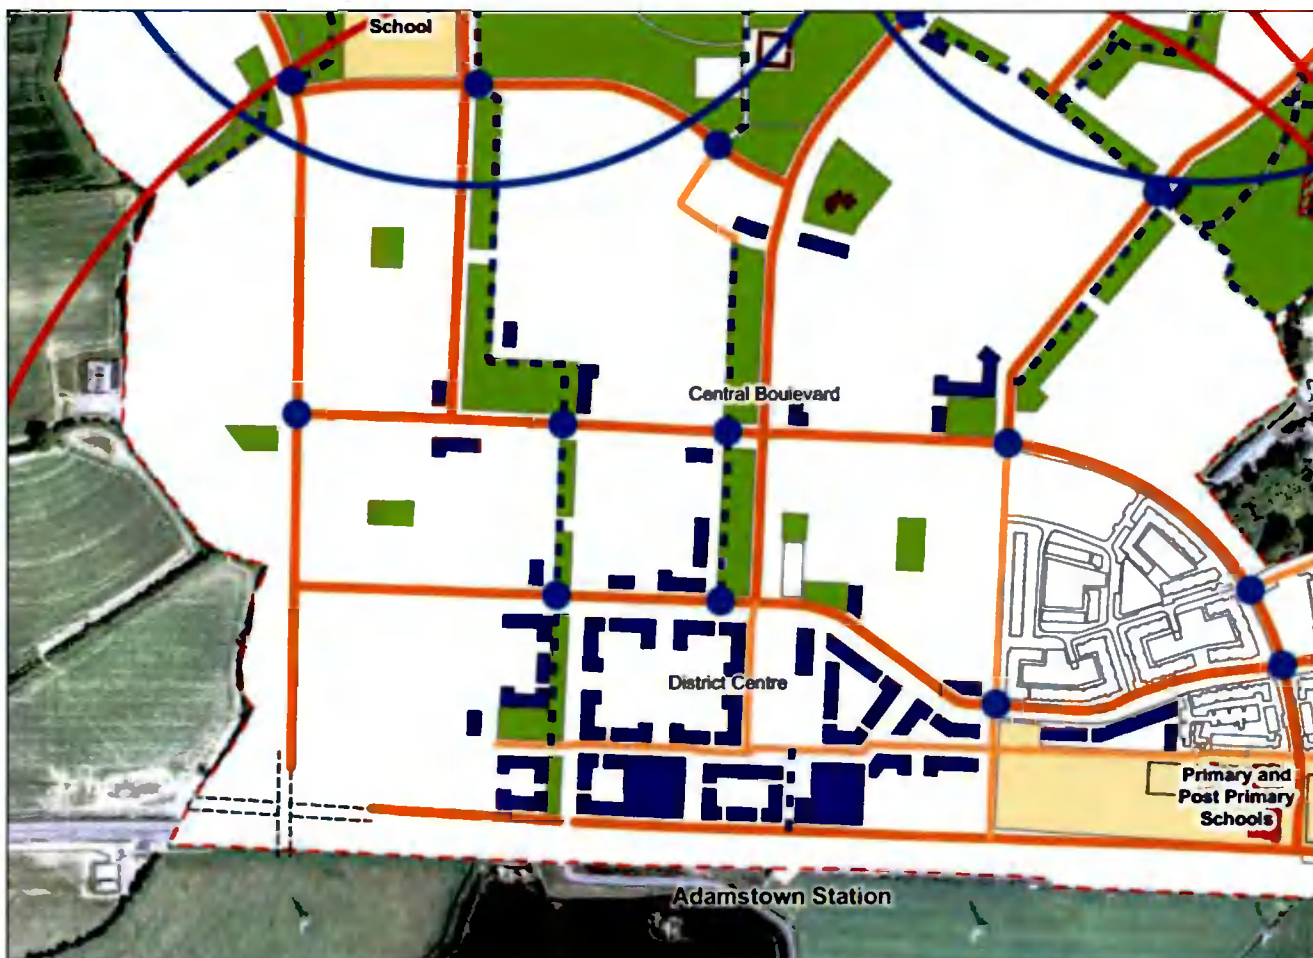 School
Central Boulevard
District Centre
Primary and
Post Primary
Schools
Adamstown Station